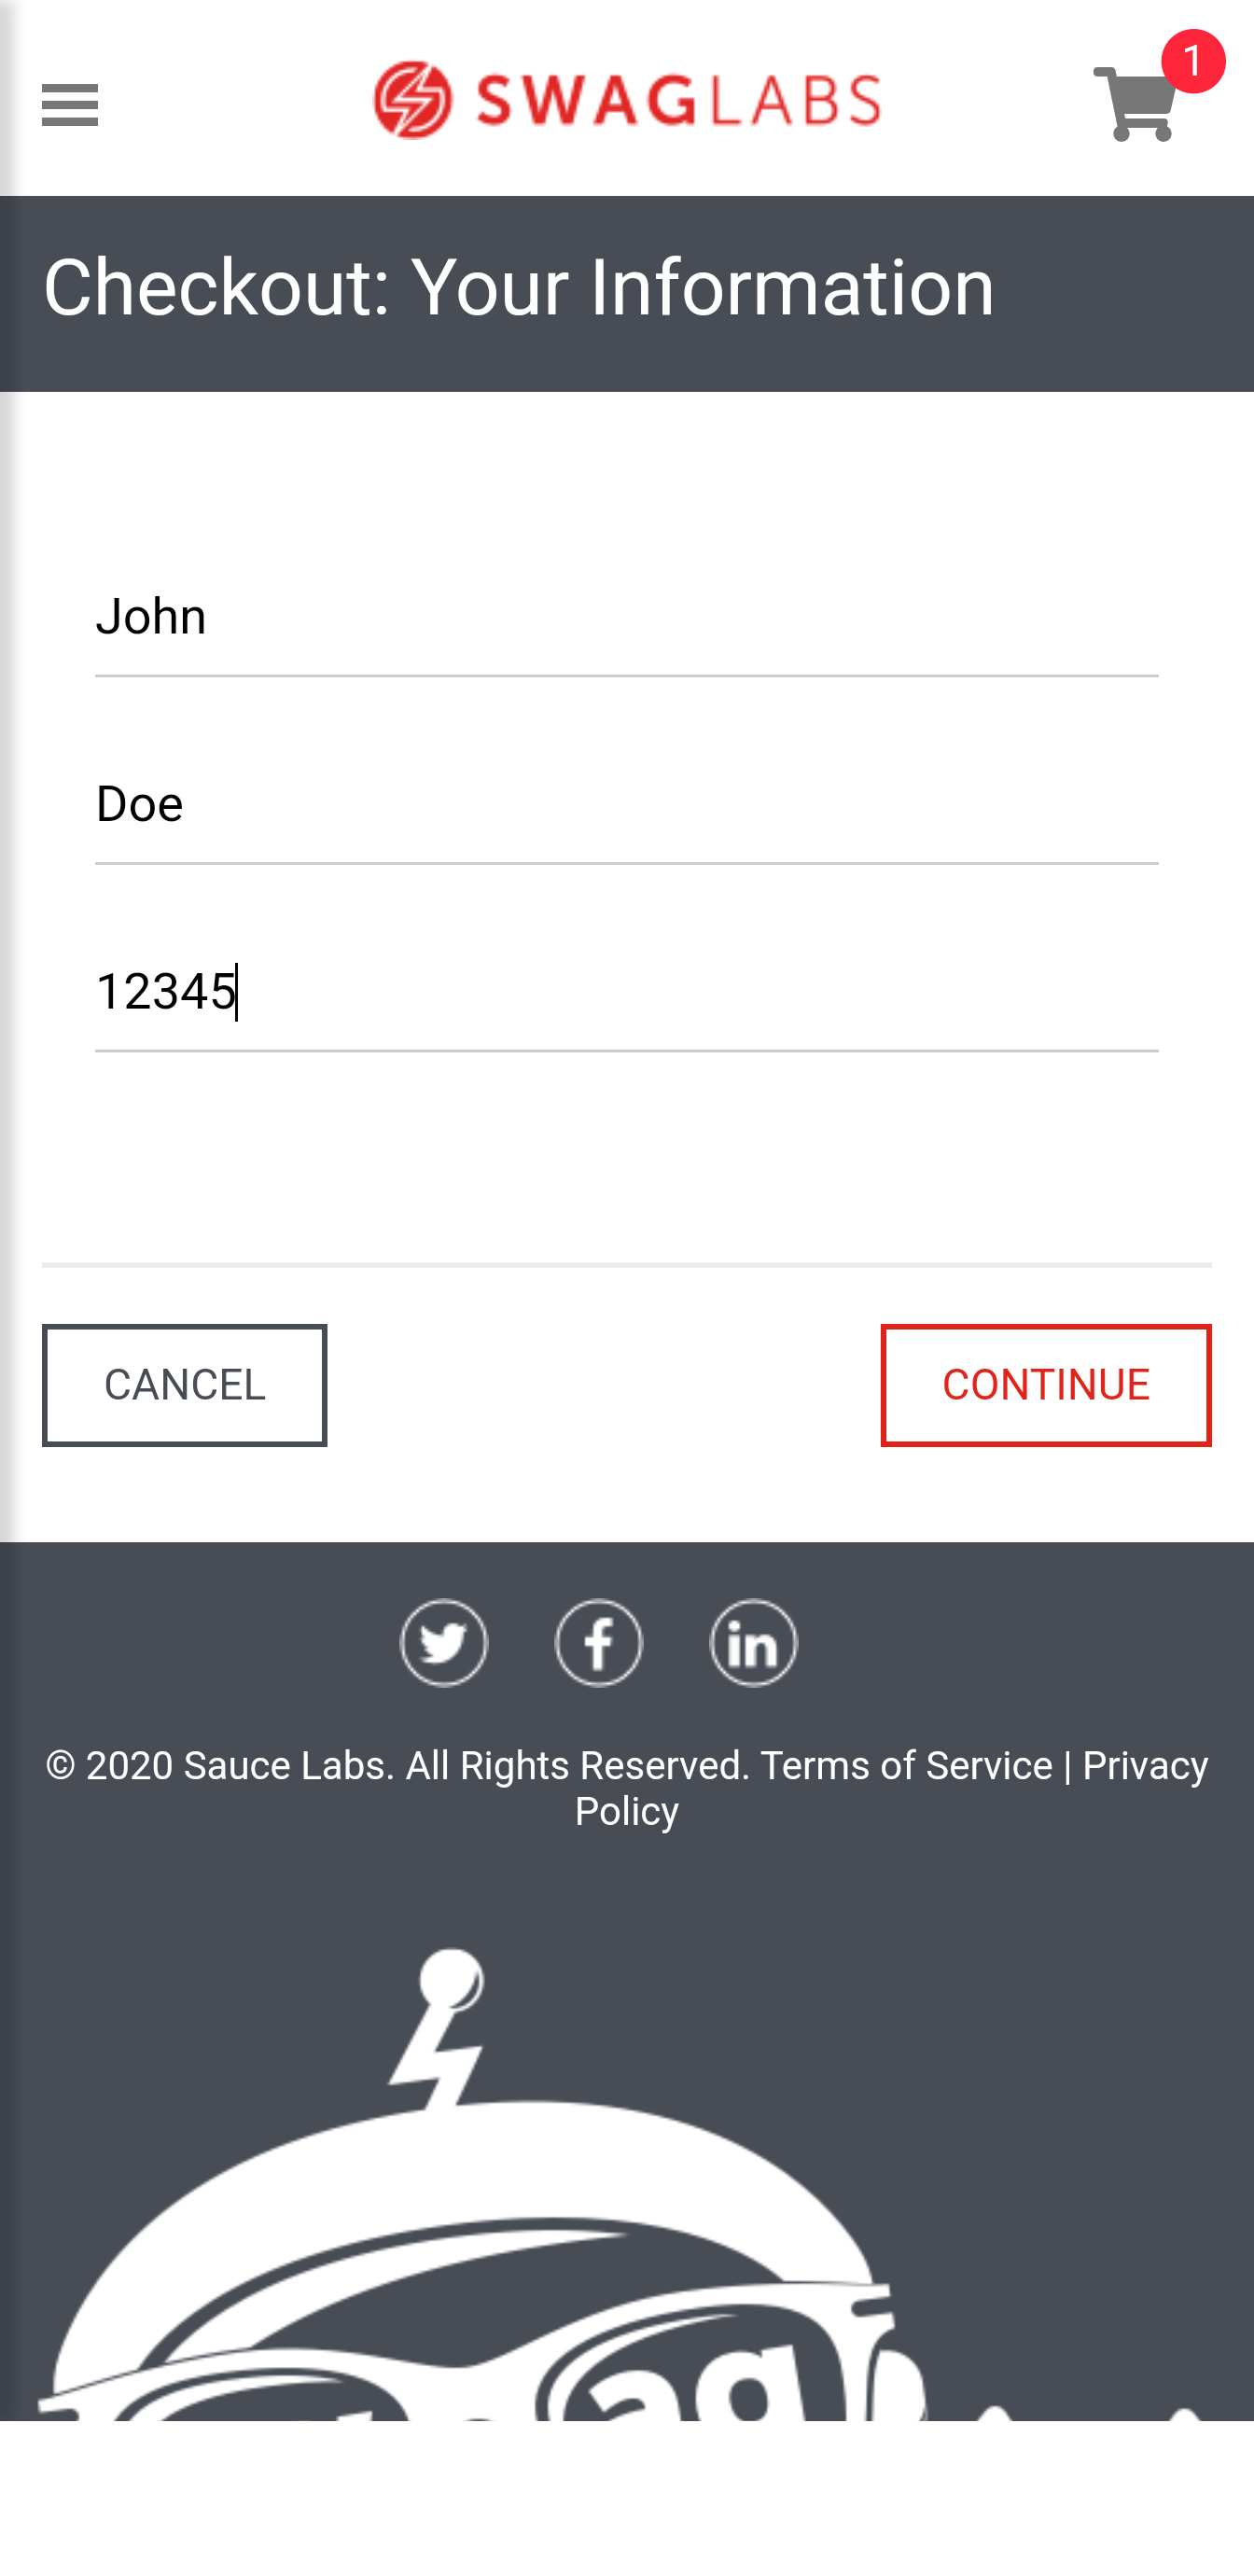 1
SWAGLABS
Checkout: Your Information
John
Doe
12345
CANCEL
CONTINUE
© 2020 Sauce Labs. All Rights Reserved. Terms of Service | Privacy
Policy